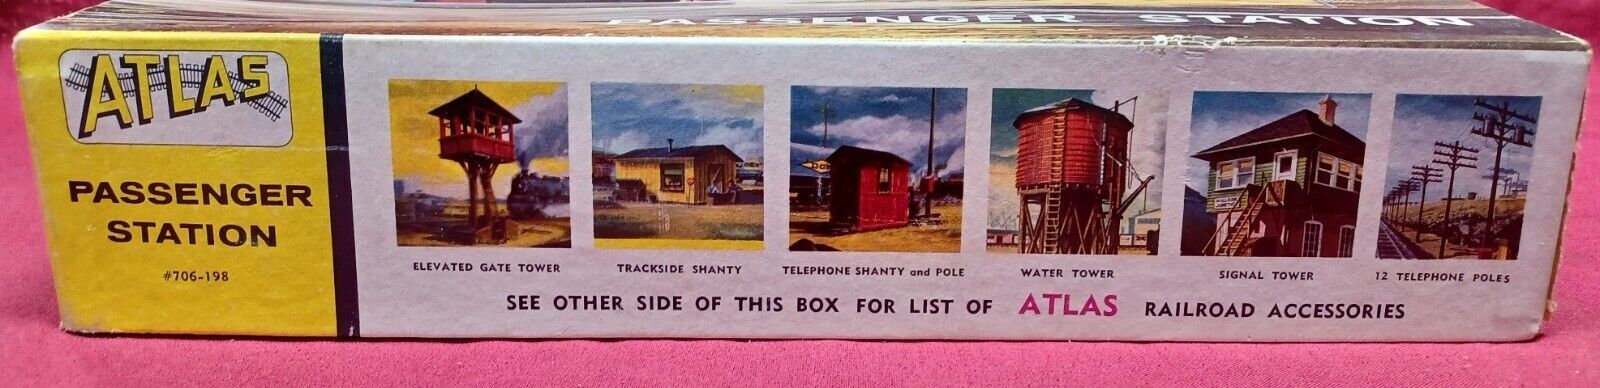 PASSENGER STATION
ATLAS
PASSENGER
STATION
#706-198
ELEVATED GATE TOWER
TRACKSIDE SHANTY
TELEPHONE SHANTY and POLE
WATER TOWER
SIGNAL TOWER
12 TELEPHONE POLES
SEE OTHER SIDE OF THIS BOX FOR LIST OF ATLAS RAILROAD ACCESSORIES